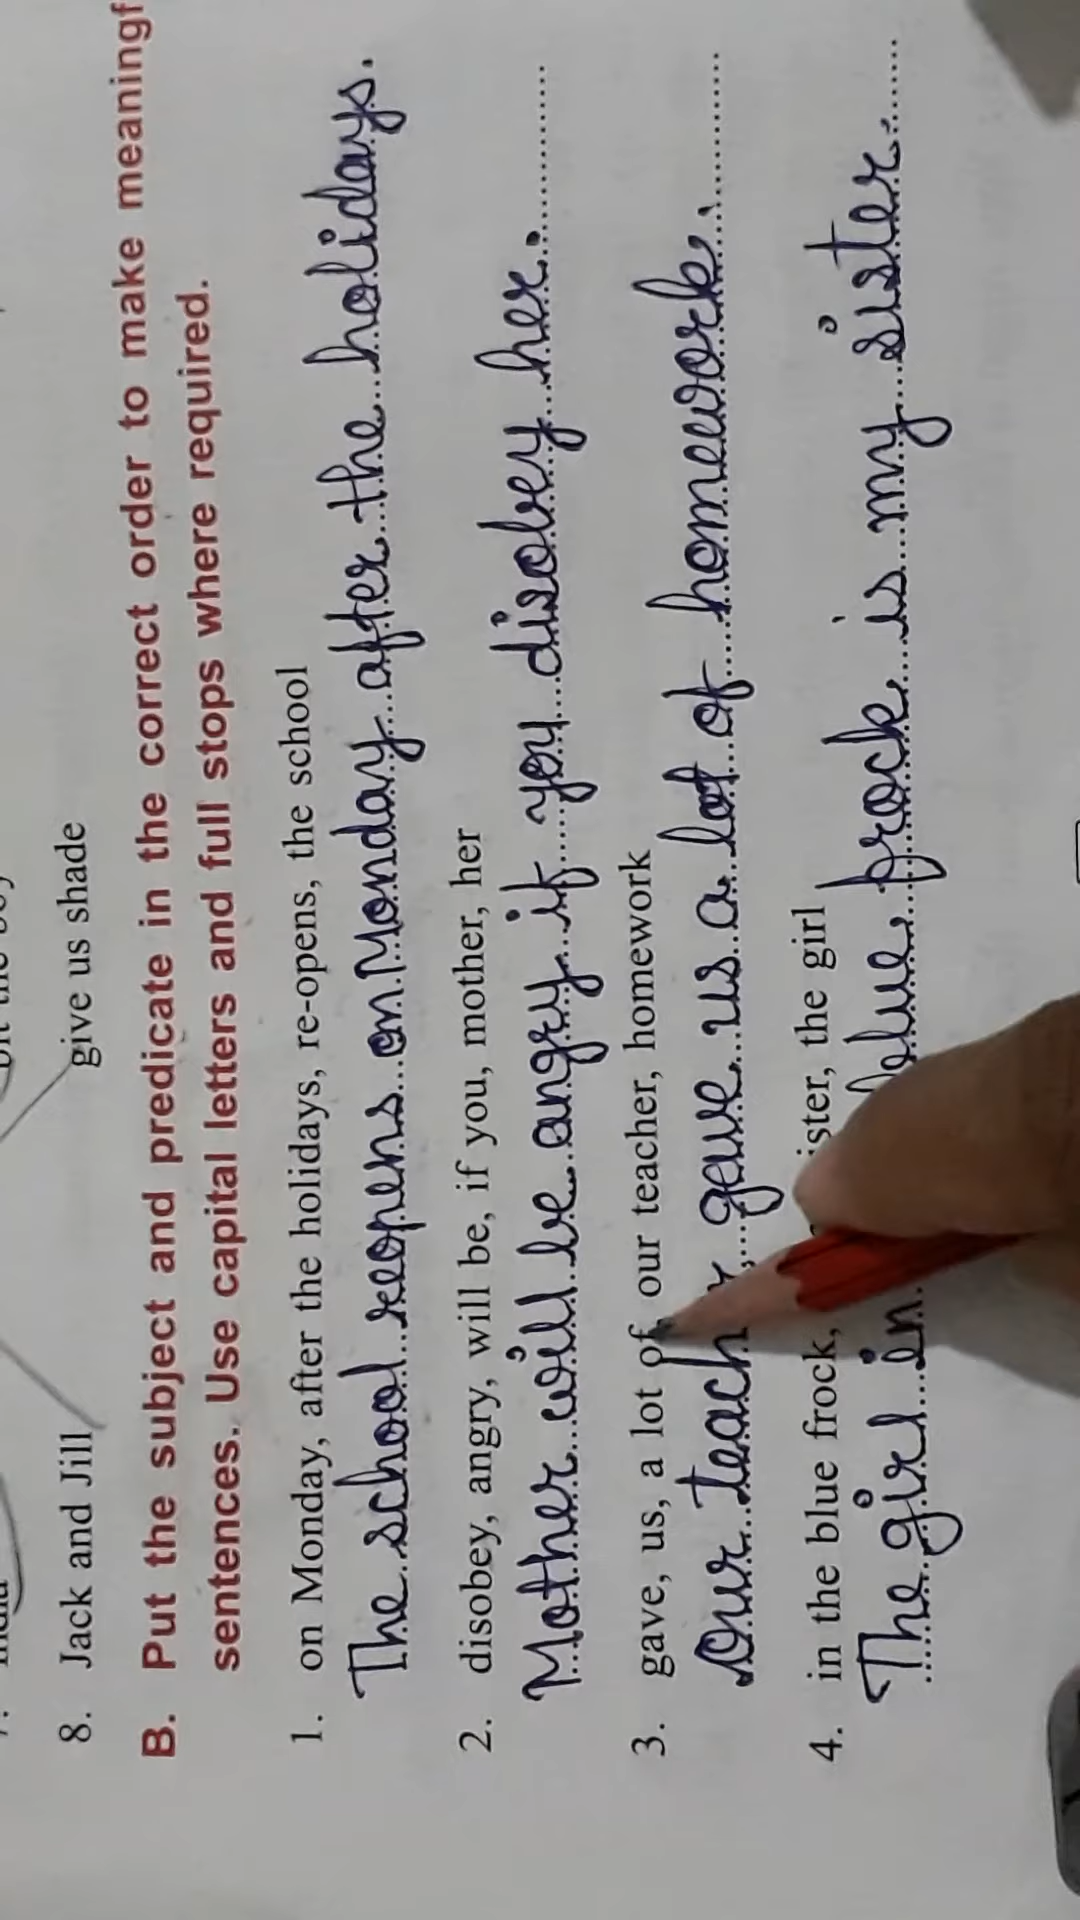 8. Jack and Jill give us shade
B. Put the subject and predicate in the correct order to make meaningf
sentences. Use capital letters and full stops where required.
1. on Monday, after the holidays, re-opens, the school
The school reopens on Monday after the holidays.
2. disobey, angry, will be, if you, mother, her
Mother will be angry if you disobey her.
3. gave, us, a lot of our teacher, homework
Our teach gave us a lot of homework.
4. in the blue frock, ister, the girl
The girl in blue frock is my sister.